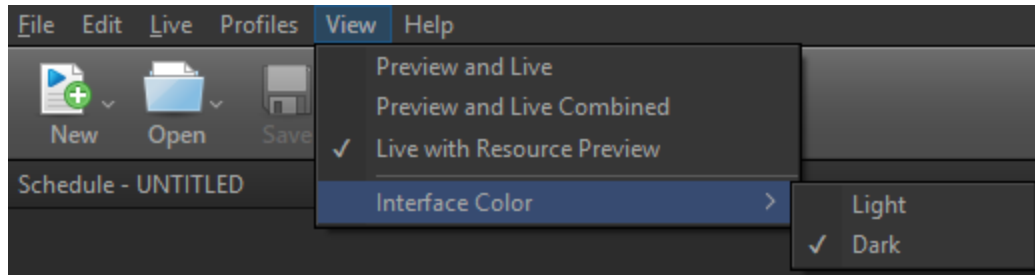 File Edit Live Profiles View Help
New Open Save
Schedule - UNTITLED
Preview and Live
Preview and Live Combined
✓ Live with Resource Preview
Interface Color >
Light
✓ Dark